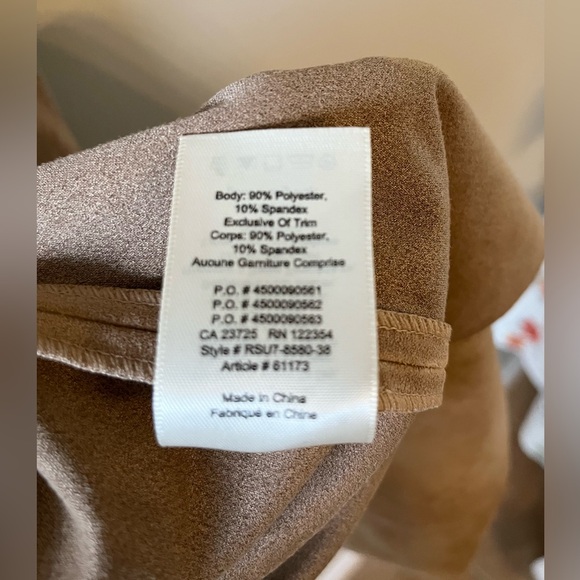 Body: 90% Polyester,
10% Spandex
Exclusive Of Trim
Corps: 90% Polyester,
10% Spandex
Aucune Garniture Comprise
P.O. # 4500090561
P.O. # 4500090562
P.O. # 4500090563
CA 23725 RN 122354
Style # RSU7-8580-38
Article # 61173
Made in China
Fabriqué en Chine